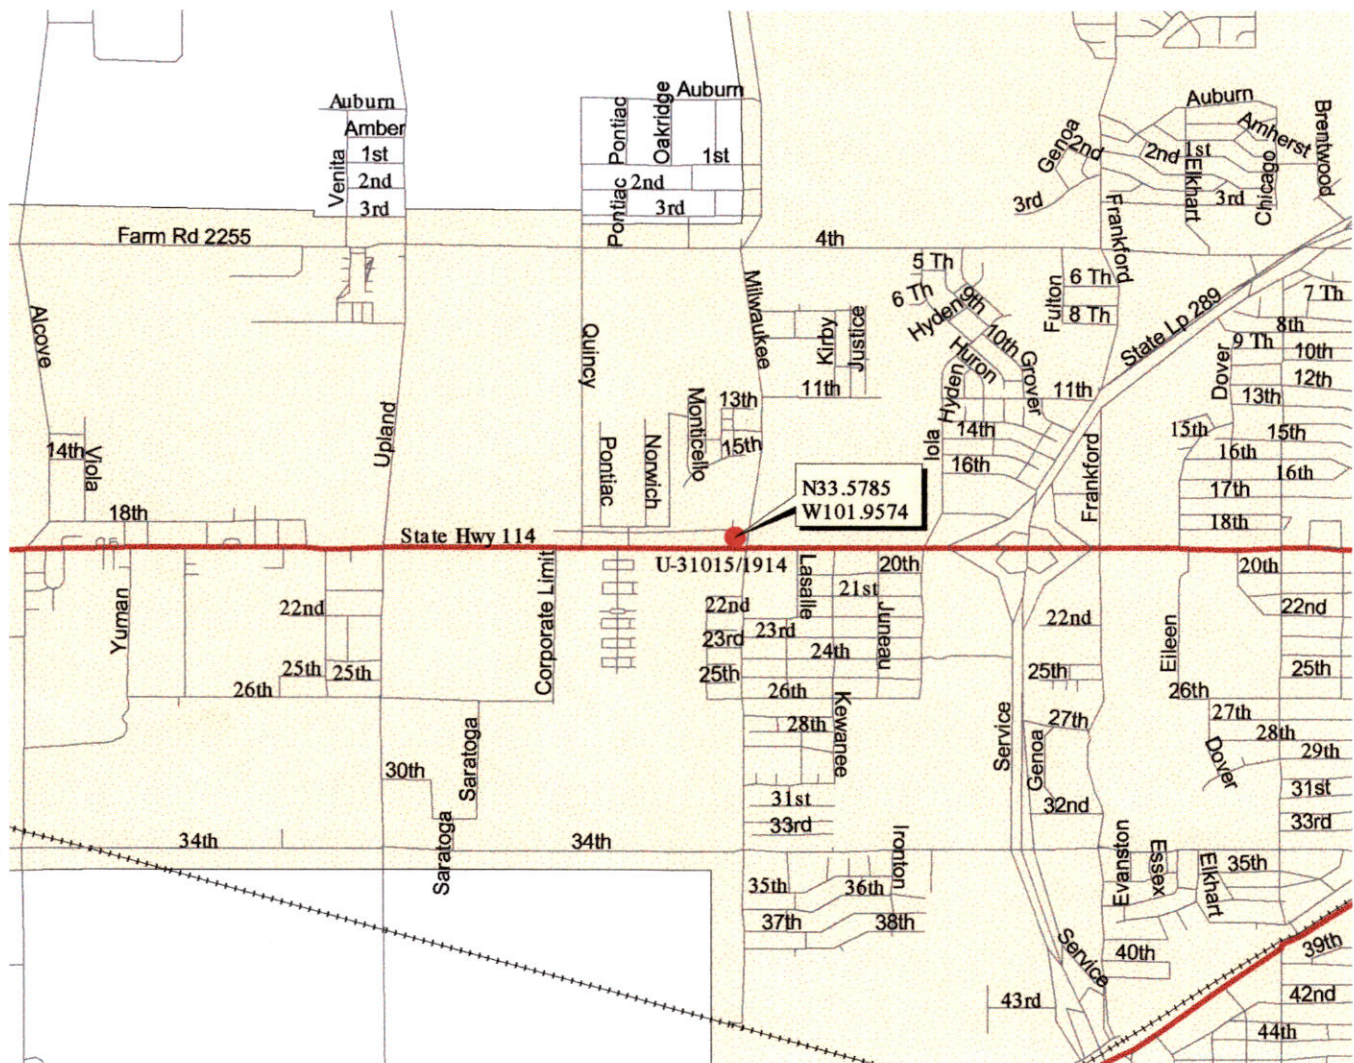 Auburn
Amber
1st
2nd
3rd
Venita
Auburn
Pontiac
Oakridge
1st
2nd
3rd
Pontiac
Auburn
Amherst
Brentwood
Genoa
2nd
2nd
1st
Elkhart
3rd
Chicago
3rd
Frankford
Farm Rd 2255
4th
Alcove
Upland
Quincy
Milwaukee
Kirby
Justice
11th
5 Th
6 Th
9th
Hyden
10th
Huron
Grover
Hyden
Iola
11th
14th
16th
Fulton
6 Th
8 Th
State Lp 289
Frankford
7 Th
8th
9 Th
10th
Dover
12th
13th
15th
15th
16th
16th
17th
18th
14th
Viola
18th
Pontiac
Norwich
Monticello
13th
15th
N33.5785
W101.9574
State Hwy 114
U-31015/1914
Yuman
22nd
25th
25th
26th
Corporate Limit
Lasalle
20th
21st
Juneau
22nd
23rd
23rd
24th
25th
26th
Kewanee
28th
31st
33rd
22nd
25th
Eileen
20th
22nd
25th
26th
27th
28th
29th
Dover
31st
33rd
Service
Genoa
27th
32nd
30th
Saratoga
Saratoga
34th
34th
35th
36th
Ironton
37th
38th
Evanston
Essex
Elkhart
35th
Service
40th
39th
43rd
42nd
44th